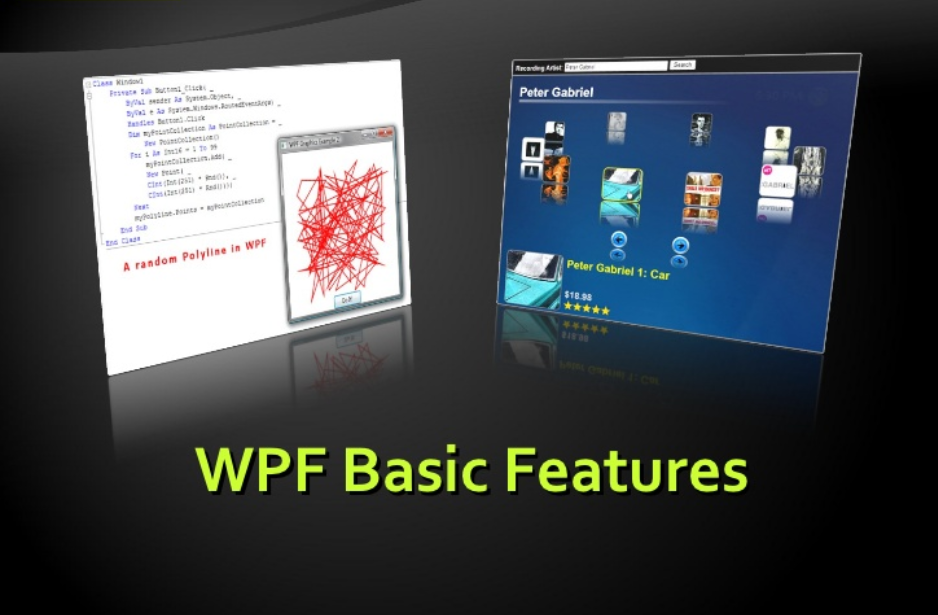 Class Window1
Private Sub Button1_Click( _
ByVal sender As System.Object, _
ByVal e As System.Windows.RoutedEventArgs) _
Handles Button1.Click
Dim myPointCollection As PointCollection = _
New PointCollection()
For i As Int16 = 1 To 99
myPointCollection.Add( _
New Point( _
CInt(Int(251) * Rnd()), _
CInt(Int(251) * Rnd()))
Next
myPolyline.Points = myPointCollection
End Sub
End Class
A random Polyline in WPF
Recording Artist Peter Gabriel Search
Peter Gabriel
GABRIEL
Peter Gabriel 1: Car
$18.98
WPF Basic Features